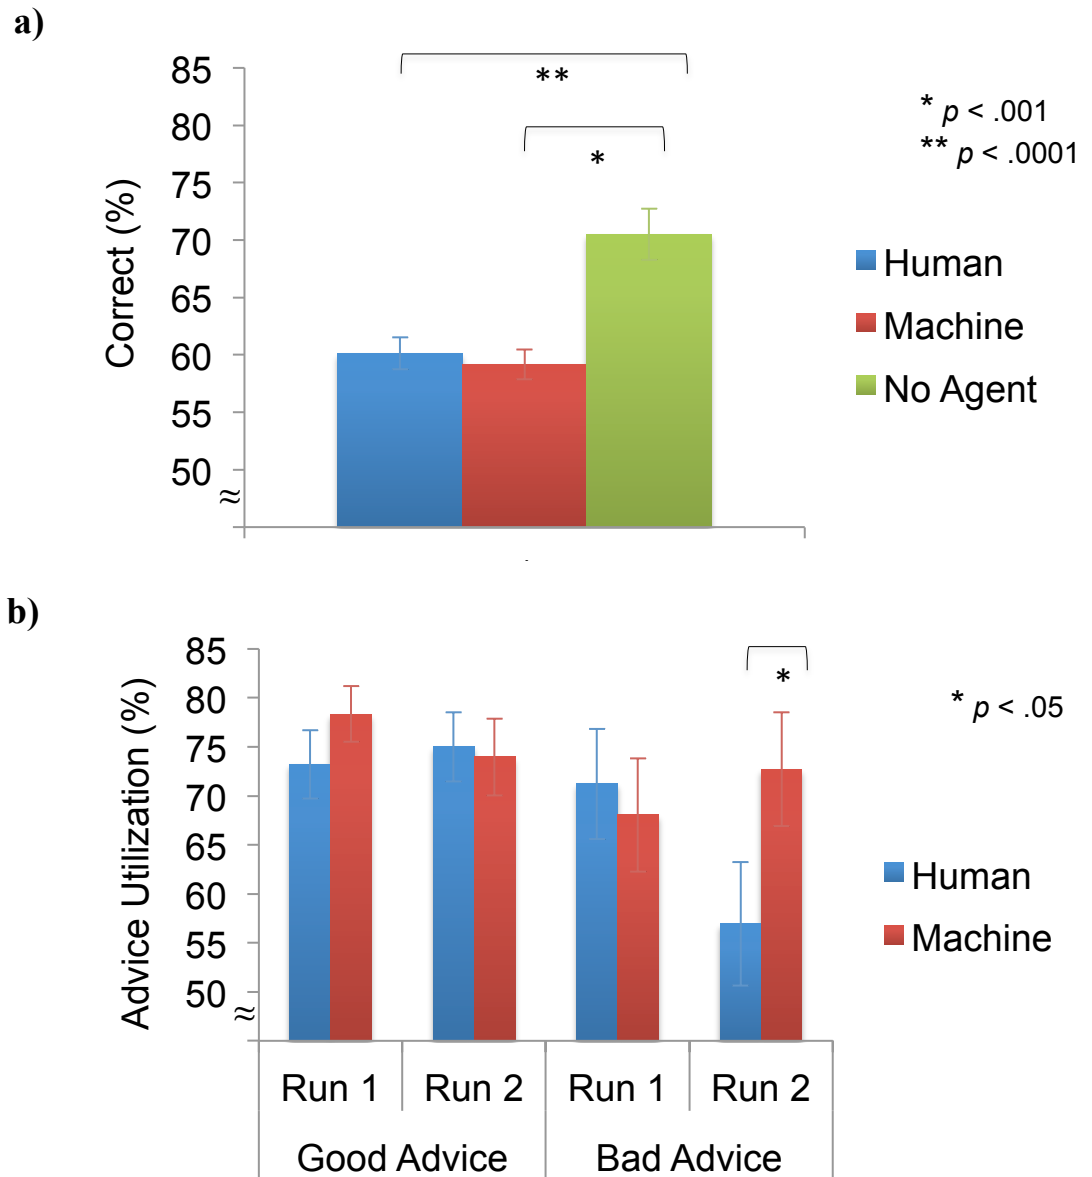 a)
85
80
75
70
65
60
55
50
≈
Correct (%)
**
*
* p < .001
** p < .0001
Human
Machine
No Agent
b)
85
80
75
70
65
60
55
50
≈
Advice Utilization (%)
*
* p < .05
Human
Machine
Run 1 Run 2 Run 1 Run 2
Good Advice Bad Advice